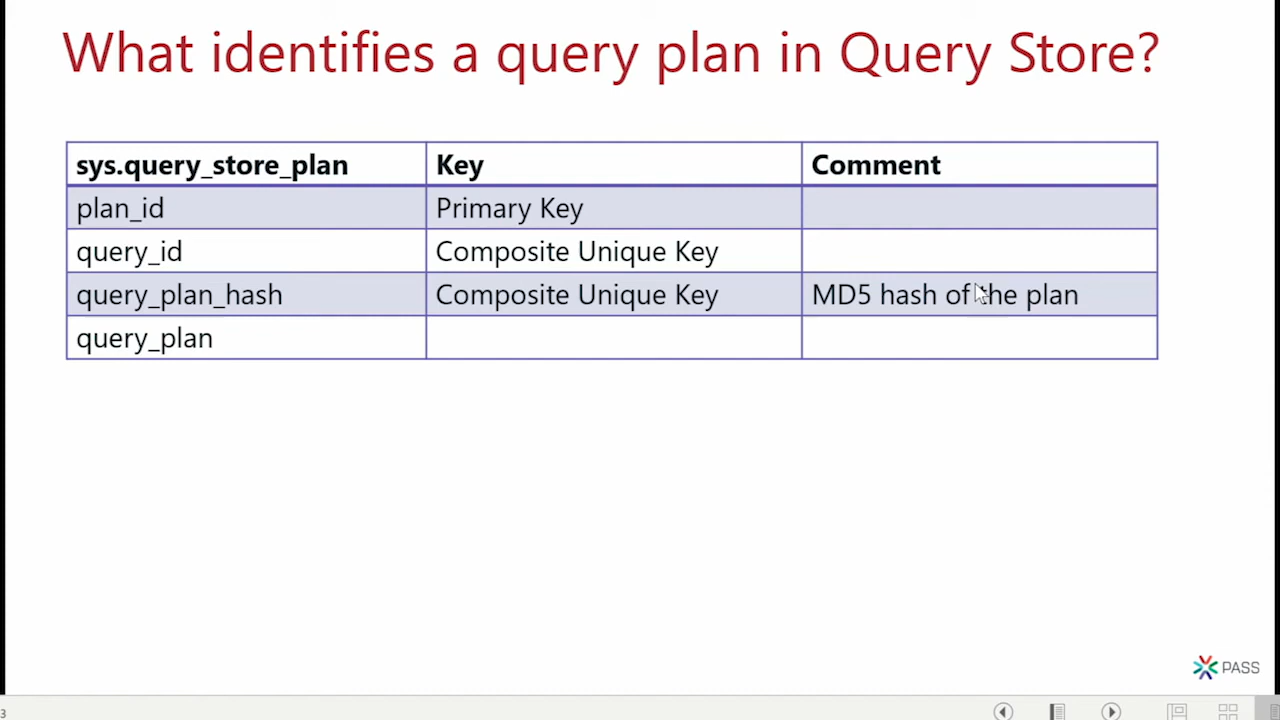 What identifies a query plan in Query Store?
sys.query_store_plan Key Comment
plan_id Primary Key
query_id Composite Unique Key
query_plan_hash Composite Unique Key MD5 hash of the plan
query_plan
PASS
3